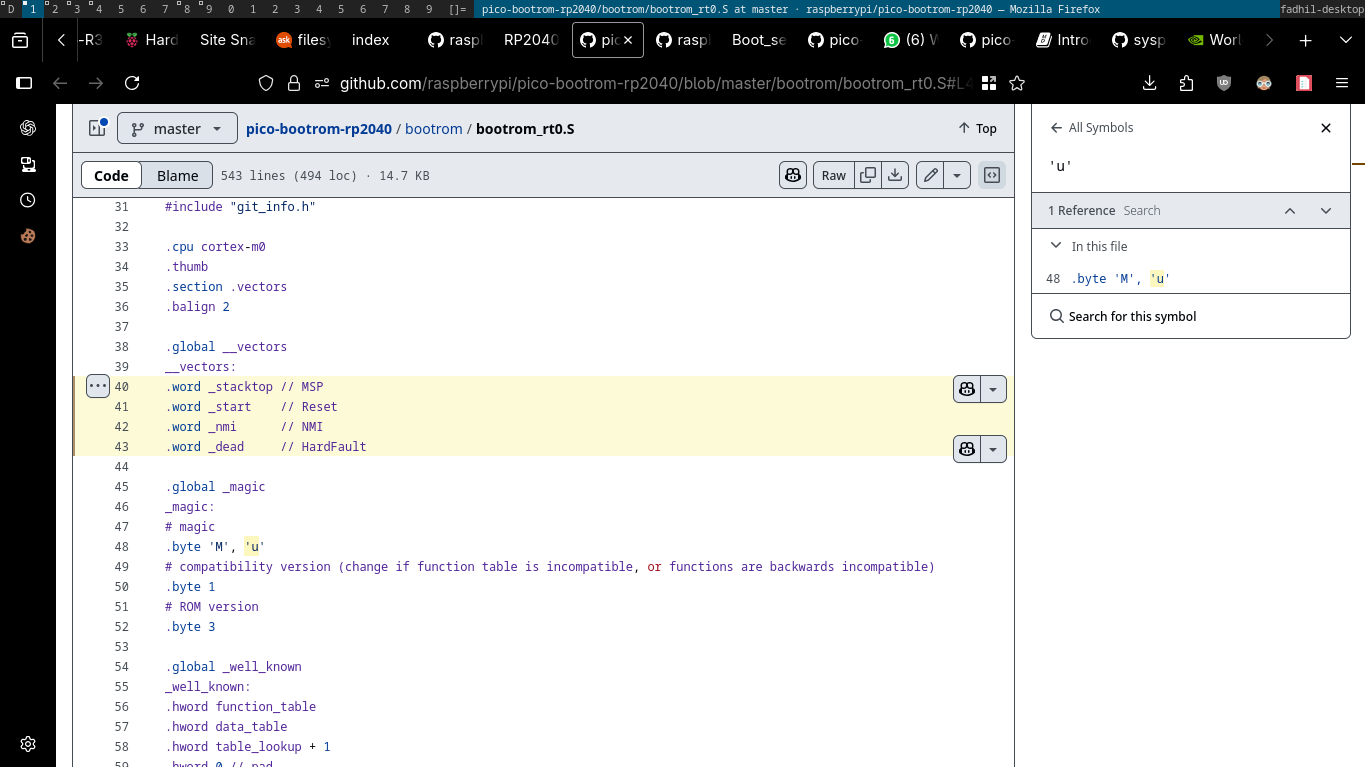 D 1 2 3 4 5 6 7 8 9 0 1 2 3 4 5 6 7 8 9 []= pico-bootrom-rp2040/bootrom/bootrom_rt0.S at master · raspberrypi/pico-bootrom-rp2040 — Mozilla Firefox fadhil-desktop
-R3 Hard Site Sna ask filesy index rasp RP2040 pic rasp Boot_se pico- (6) W pico- Intro sysp Worl
github.com/raspberrypi/pico-bootrom-rp2040/blob/master/bootrom/bootrom_rt0.S#L4
master pico-bootrom-rp2040 / bootrom / bootrom_rt0.S Top
Code Blame 543 lines (494 loc) · 14.7 KB Raw
31 #include "git_info.h"
32
33 .cpu cortex-m0
34 .thumb
35 .section .vectors
36 .balign 2
37
38 .global __vectors
39 __vectors:
40 .word _stacktop // MSP
41 .word _start // Reset
42 .word _nmi // NMI
43 .word _dead // HardFault
44
45 .global _magic
46 _magic:
47 # magic
48 .byte 'M', 'u'
49 # compatibility version (change if function table is incompatible, or functions are backwards incompatible)
50 .byte 1
51 # ROM version
52 .byte 3
53
54 .global _well_known
55 _well_known:
56 .hword function_table
57 .hword data_table
58 .hword table_lookup + 1
59 .hword 0 // pad
All Symbols
'u'
1 Reference Search
In this file
48 .byte 'M', 'u'
Search for this symbol